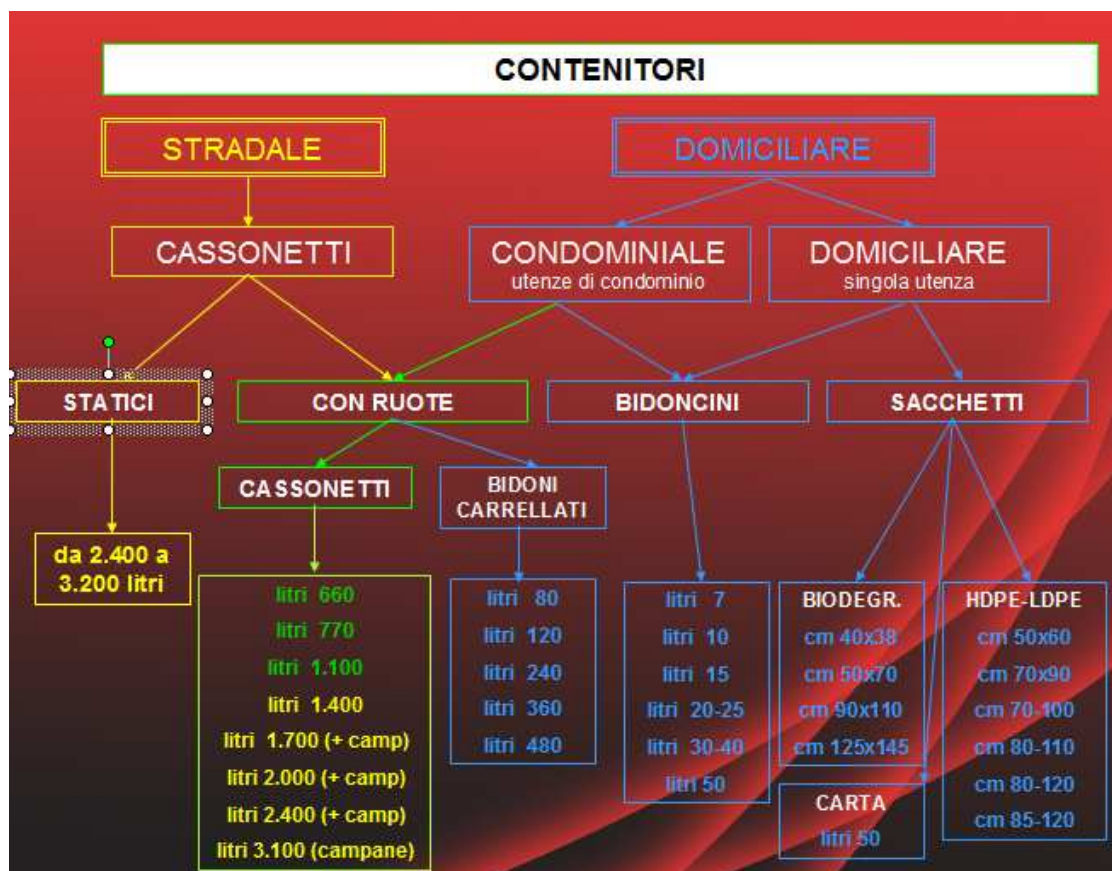 CONTENITORI
STRADALE
DOMICILIARE
CASSONETTI
CONDOMINIALE
utenze di condominio
DOMICILIARE
singola utenza
STATICI
CON RUOTE
BIDONCINI
SACCHETTI
CASSONETTI
BIDONI
CARRELLATI
da 2.400 a
3.200 litri
litri 660
litri 770
litri 1.100
litri 1.400
litri 1.700 (+ camp)
litri 2.000 (+ camp)
litri 2.400 (+ camp)
litri 3.100 (campane)
litri 80
litri 120
litri 240
litri 360
litri 480
litri 7
litri 10
litri 15
litri 20-25
litri 30-40
litri 50
BIODEGR.
cm 40x38
cm 50x70
cm 90x110
cm 125x145
CARTA
litri 50
HDPE-LDPE
cm 50x60
cm 70x90
cm 70-100
cm 80-110
cm 80-120
cm 85-120